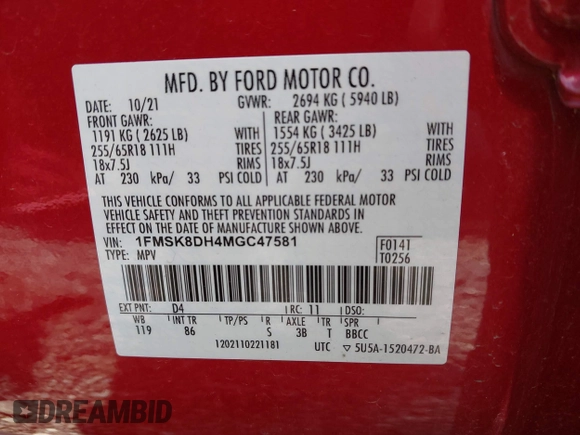 MFD. BY FORD MOTOR CO.
DATE: 10/21 GVWR: 2694 KG ( 5940 LB)
FRONT GAWR: REAR GAWR:
1191 KG ( 2625 LB) WITH 1554 KG ( 3425 LB) WITH
255/65R18 111H TIRES 255/65R18 111H TIRES
18x7.5J RIMS 18x7.5J RIMS
AT 230 kPa/ 33 PSI COLD AT 230 kPa/ 33 PSI COLD
THIS VEHICLE CONFORMS TO ALL APPLICABLE FEDERAL MOTOR
VEHICLE SAFETY AND THEFT PREVENTION STANDARDS IN
EFFECT ON THE DATE OF MANUFACTURE SHOWN ABOVE.
VIN: 1FMSK8DH4MGC47581 F0141
TYPE: MPV T0256
EXT PNT: D4 RC: 11 DSO:
WB INT TR TP/PS R AXLE TR SPR
119 86 S 3B T BBCC
1202110221181 UTC ▽ 5U5A-1520472-BA
DREAMBID